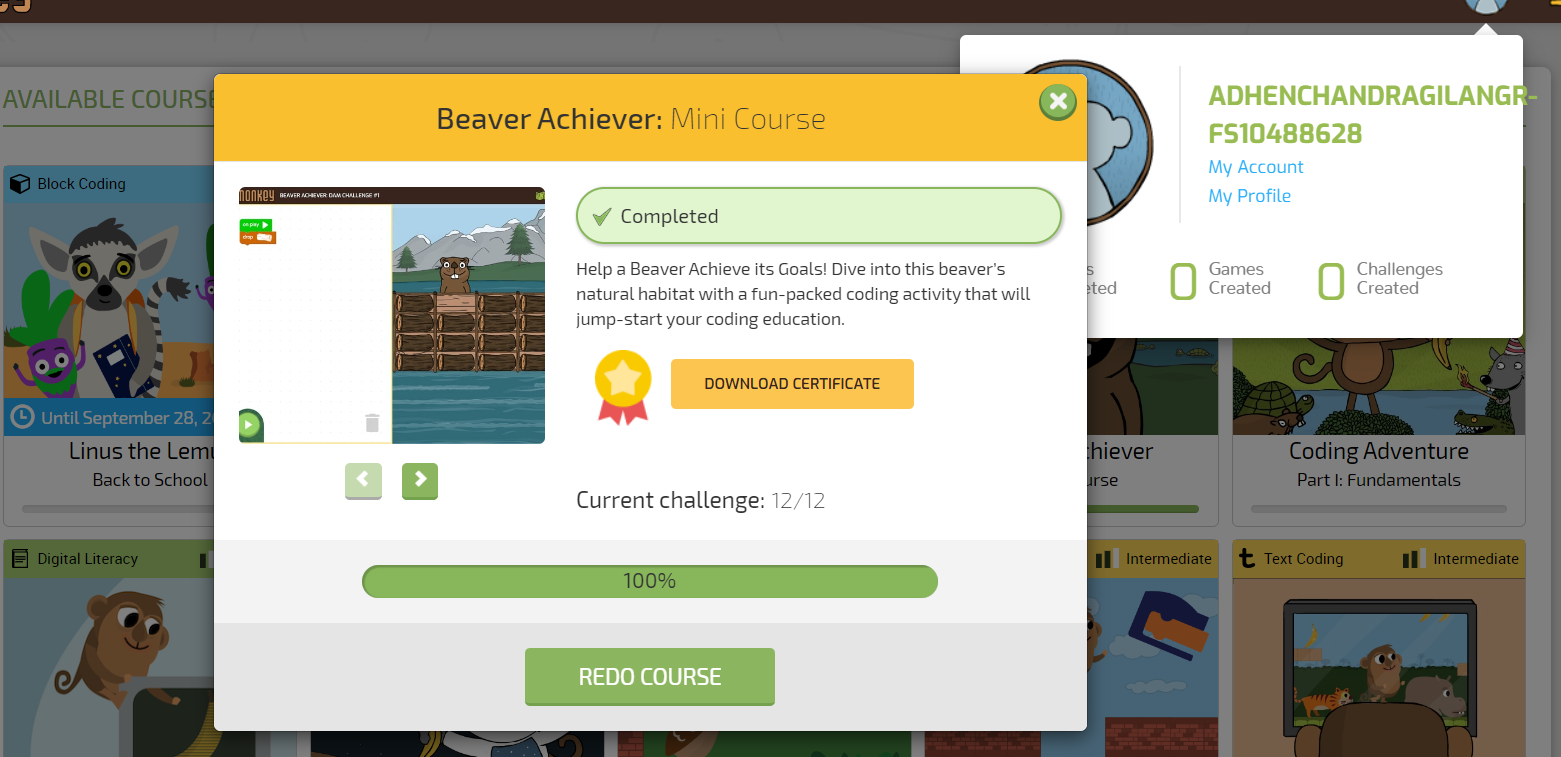 AVAILABLE COURSE
ADHENCHANDRAGILANGR-
FS10488628
My Account
My Profile
Games
Created
Challenges
Created
0
0
Beaver Achiever: Mini Course
MONKEY
BEAVER ACHIEVER: DAM CHALLENGE #1
on play
drop
Completed
Help a Beaver Achieve its Goals! Dive into this beaver's
natural habitat with a fun-packed coding activity that will
jump-start your coding education.
DOWNLOAD CERTIFICATE
Current challenge: 12/12
100%
REDO COURSE
Block Coding
Until September 28, 2
Linus the Lemu
Back to School
Coding Adventure
Part I: Fundamentals
Digital Literacy
Intermediate
Text Coding
Intermediate